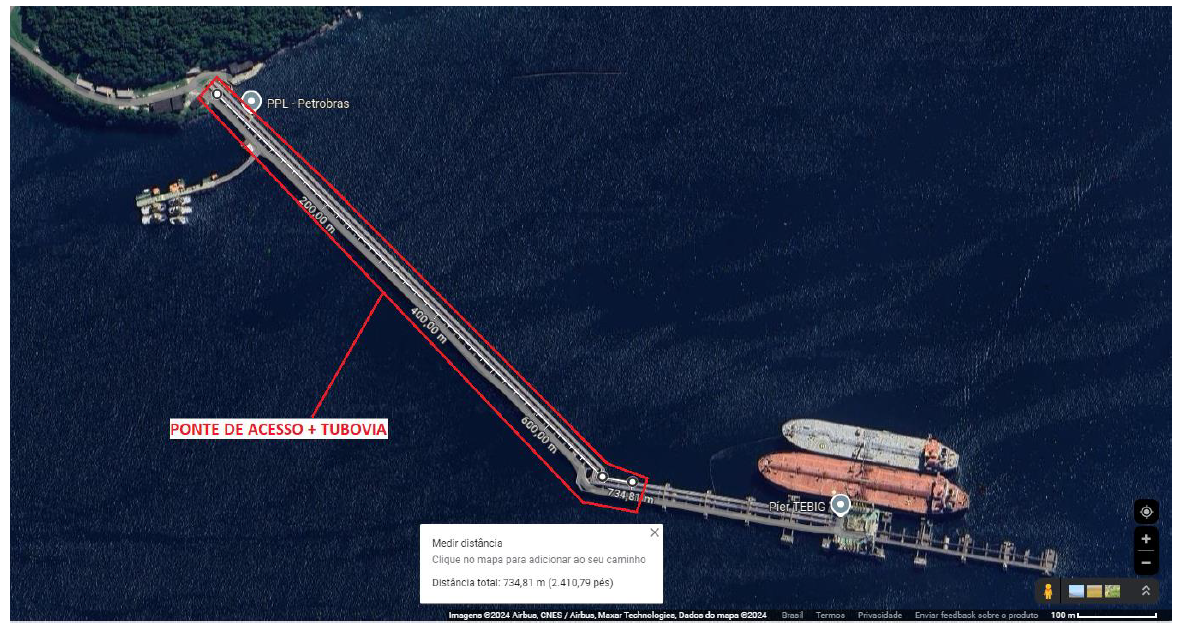 PPL - Petrobras
200,00 m
400,00 m
PONTE DE ACESSO + TUBOVIA
600,00 m
734,81 m
Pier TEBIG
Medir distância
Clique no mapa para adicionar ao seu caminho
Distância total: 734,81 m (2.410,79 pés)
Imagens ©2024 Airbus, CNES / Airbus, Maxar Technologies, Dados do mapa ©2024 Brasil Termos Privacidade Enviar feedback sobre o produto 100 m